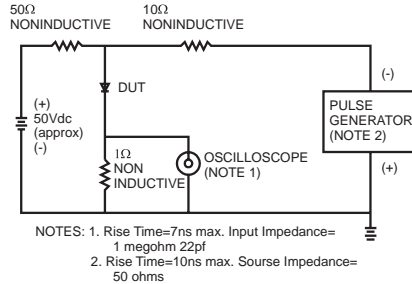 50Ω
NONINDUCTIVE
10Ω
NONINDUCTIVE
DUT
(+)
50Vdc
(approx)
(-)
1Ω
NON
INDUCTIVE
OSCILLOSCOPE
(NOTE 1)
(-)
PULSE
GENERATOR
(NOTE 2)
(+)
NOTES: 1. Rise Time=7ns max. Input Impedance=
1 megohm 22pf
2. Rise Time=10ns max. Sourse Impedance=
50 ohms